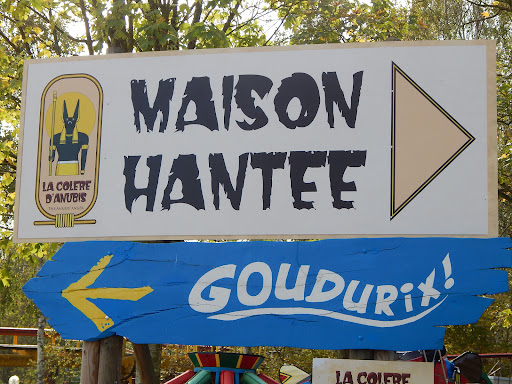 MAISON
HANTEE
LA COLERE
D'ANUBIS
GOUDURIX!
LA COLERE